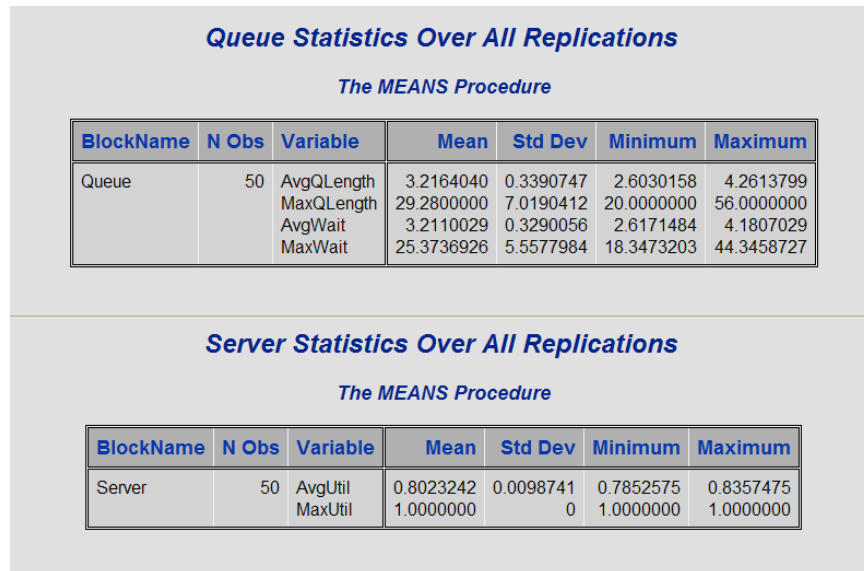 Queue Statistics Over All Replications
The MEANS Procedure
BlockName N Obs Variable Mean Std Dev Minimum Maximum
Queue 50 AvgQLength 3.2164040 0.3390747 2.6030158 4.2613799
MaxQLength 29.2800000 7.0190412 20.0000000 56.0000000
AvgWait 3.2110029 0.3290056 2.6171484 4.1807029
MaxWait 25.3736926 5.5577984 18.3473203 44.3458727
Server Statistics Over All Replications
The MEANS Procedure
BlockName N Obs Variable Mean Std Dev Minimum Maximum
Server 50 AvgUtil 0.8023242 0.0098741 0.7852575 0.8357475
MaxUtil 1.0000000 0 1.0000000 1.0000000